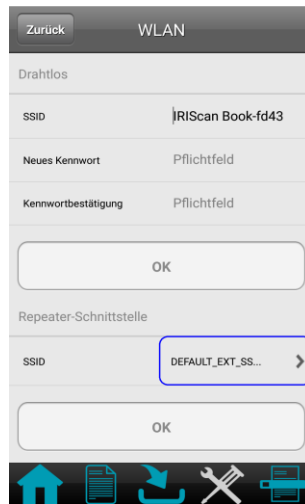 Zurück WLAN
Drahtlos
SSID IRIScan Book-fd43
Neues Kennwort Pflichtfeld
Kennwortbestätigung Pflichtfeld
OK
Repeater-Schnittstelle
SSID DEFAULT_EXT_SS...
OK